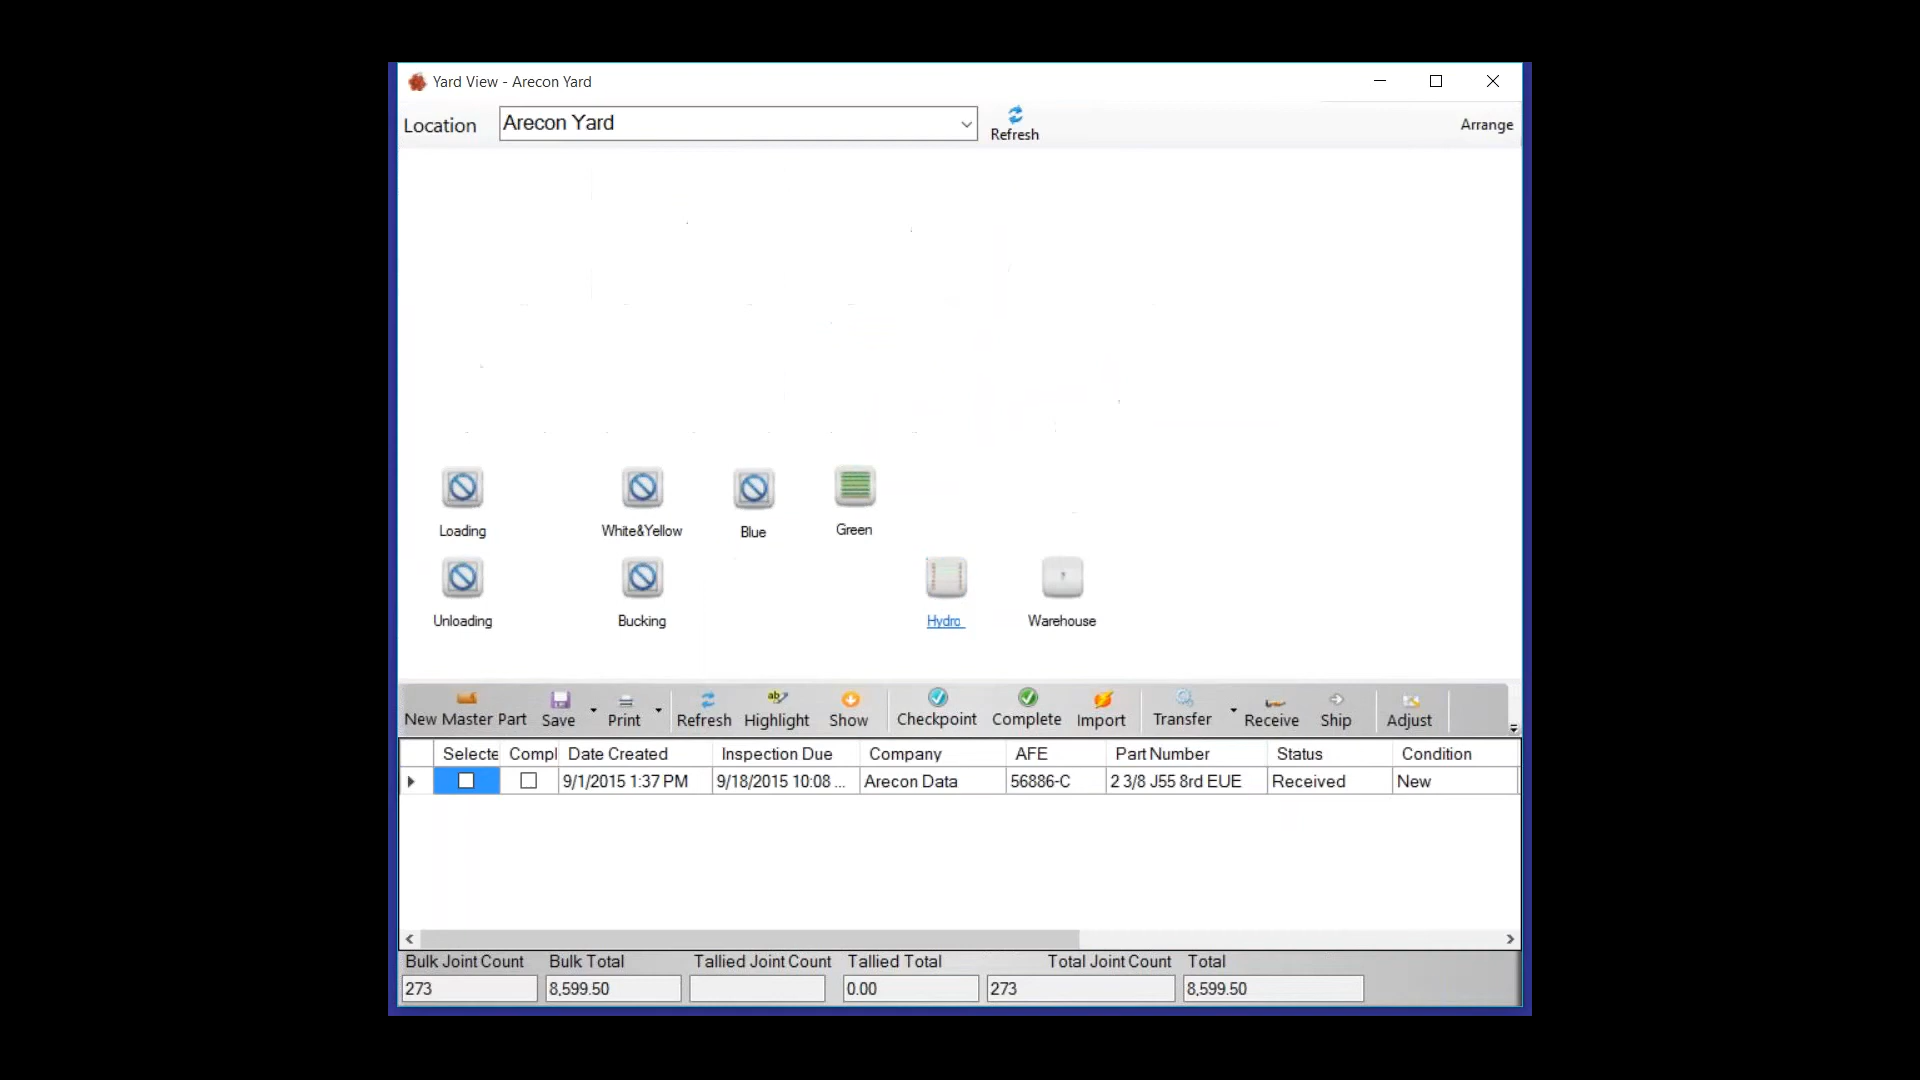 Yard View - Arecon Yard
Location
Arecon Yard
Refresh
Arrange
Loading
White&Yellow
Blue
Green
Unloading
Bucking
Hydro
Warehouse
New Master Part
Save
Print
Refresh
Highlight
Show
Checkpoint
Complete
Import
Transfer
Receive
Ship
Adjust
Selecte Compl Date Created Inspection Due Company AFE Part Number Status Condition
9/1/2015 1:37 PM 9/18/2015 10:08 ... Arecon Data 56886-C 2 3/8 J55 8rd EUE Received New
Bulk Joint Count Bulk Total Tallied Joint Count Tallied Total Total Joint Count Total
273 8,599.50 0.00 273 8,599.50